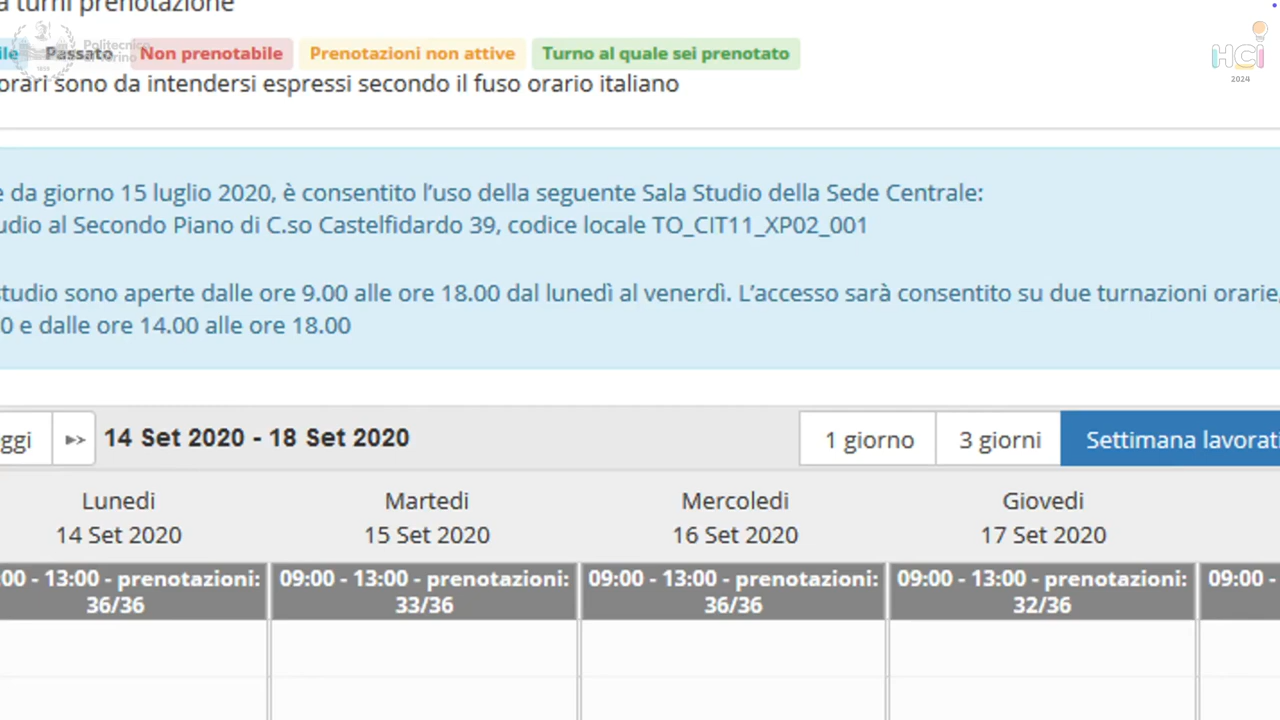 a turni prenotazione
ile Passato Non prenotabile Prenotazioni non attive Turno al quale sei prenotato
Politecnico
di Torino
1859
HCI
2024
orari sono da intendersi espressi secondo il fuso orario italiano
e da giorno 15 luglio 2020, è consentito l’uso della seguente Sala Studio della Sede Centrale:
udio al Secondo Piano di C.so Castelfidardo 39, codice locale TO_CIT11_XP02_001
studio sono aperte dalle ore 9.00 alle ore 18.00 dal lunedì al venerdì. L’accesso sarà consentito su due turnazioni orarie,
0 e dalle ore 14.00 alle ore 18.00
ggi 14 Set 2020 - 18 Set 2020 1 giorno 3 giorni Settimana lavorati
Lunedi Martedi Mercoledi Giovedi
14 Set 2020 15 Set 2020 16 Set 2020 17 Set 2020
00 - 13:00 - prenotazioni: 09:00 - 13:00 - prenotazioni: 09:00 - 13:00 - prenotazioni: 09:00 - 13:00 - prenotazioni: 09:00 -
36/36 33/36 36/36 32/36